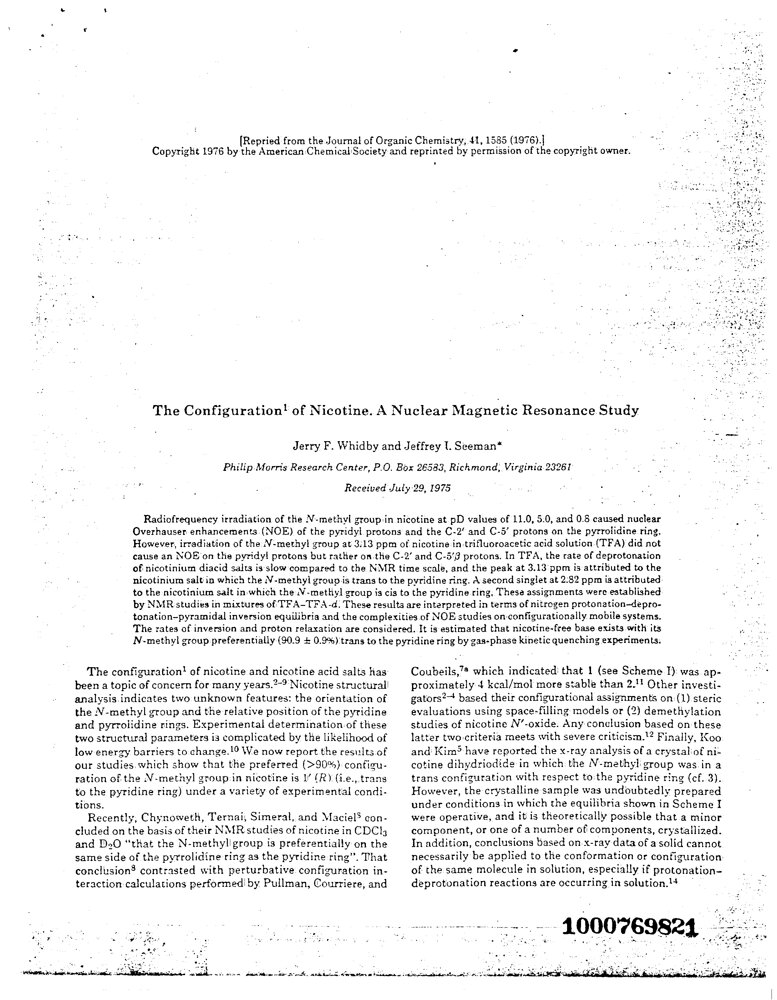 [Repried from the Journal of Organic Chemistry, 41, 1585 (1976).]
Copyright 1976 by the American Chemical Society and reprinted by permission of the copyright owner.
The Configuration¹ of Nicotine. A Nuclear Magnetic Resonance Study
Jerry F. Whidby and Jeffrey I. Seeman*
Philip Morris Research Center, P.O. Box 26583, Richmond, Virginia 23261
Received July 29, 1975
Radiofrequency irradiation of the N-methyl group in nicotine at pD values of 11.0, 5.0, and 0.8 caused nuclear
Overhauser enhancements (NOE) of the pyridyl protons and the C-2′ and C-5′ protons on the pyrrolidine ring.
However, irradiation of the N-methyl group at 3.13 ppm of nicotine in trifluoroacetic acid solution (TFA) did not
cause an NOE on the pyridyl protons but rather on the C-2′ and C-5′β protons. In TFA, the rate of deprotonation
of nicotinium diacid salts is slow compared to the NMR time scale, and the peak at 3.13 ppm is attributed to the
nicotinium salt in which the N-methyl group is trans to the pyridine ring. A second singlet at 2.82 ppm is attributed
to the nicotinium salt in which the N-methyl group is cis to the pyridine ring. These assignments were established
by NMR studies in mixtures of TFA-TFA-d. These results are interpreted in terms of nitrogen protonation-depro-
tonation-pyramidal inversion equilibria and the complexities of NOE studies on configurationally mobile systems.
The rates of inversion and proton relaxation are considered. It is estimated that nicotine-free base exists with its
N-methyl group preferentially (90.9 ± 0.9%) trans to the pyridine ring by gas-phase kinetic quenching experiments.
The configuration¹ of nicotine and nicotine acid salts has
been a topic of concern for many years.²⁻⁹ Nicotine structural
analysis indicates two unknown features: the orientation of
the N-methyl group and the relative position of the pyridine
and pyrrolidine rings. Experimental determination of these
two structural parameters is complicated by the likelihood of
low energy barriers to change.¹⁰ We now report the results of
our studies which show that the preferred (>90%) configu-
ration of the N-methyl group in nicotine is 1′ (R) (i.e., trans
to the pyridine ring) under a variety of experimental condi-
tions.
Recently, Chynoweth, Ternai, Simeral, and Maciel⁸ con-
cluded on the basis of their NMR studies of nicotine in CDCl₃
and D₂O "that the N-methyl group is preferentially on the
same side of the pyrrolidine ring as the pyridine ring". That
conclusion⁸ contrasted with perturbative configuration in-
teraction calculations performed by Pullman, Courriere, and
Coubeils,⁷ᵃ which indicated that 1 (see Scheme I) was ap-
proximately 4 kcal/mol more stable than 2.¹¹ Other investi-
gators²⁻⁴ based their configurational assignments on (1) steric
evaluations using space-filling models or (2) demethylation
studies of nicotine N′-oxide. Any conclusion based on these
latter two criteria meets with severe criticism.¹² Finally, Koo
and Kim⁵ have reported the x-ray analysis of a crystal of ni-
cotine dihydriodide in which the N-methyl group was in a
trans configuration with respect to the pyridine ring (cf. 3).
However, the crystalline sample was undoubtedly prepared
under conditions in which the equilibria shown in Scheme I
were operative, and it is theoretically possible that a minor
component, or one of a number of components, crystallized.
In addition, conclusions based on x-ray data of a solid cannot
necessarily be applied to the conformation or configuration
of the same molecule in solution, especially if protonation-
deprotonation reactions are occurring in solution.¹⁴
1000769821